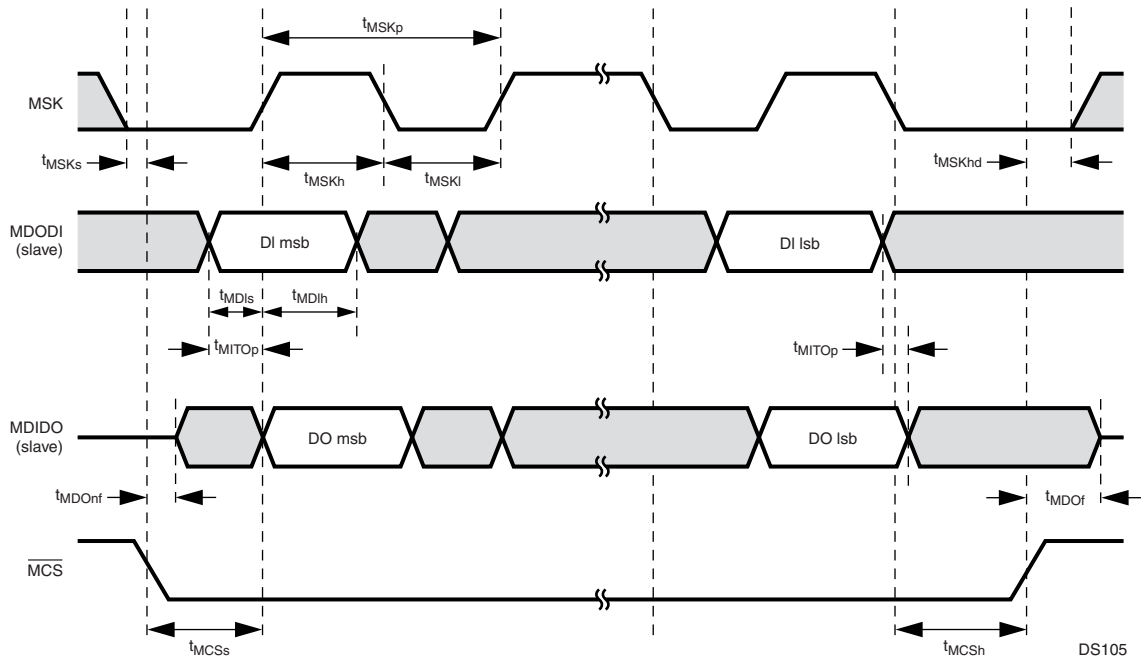 tMSKp
MSK
tMSKs
tMSKh
tMSKl
tMSKhd
MDODI
(slave)
DI msb
DI lsb
tMDIs
tMDIh
tMITOp
tMITOp
MDIDO
(slave)
DO msb
DO lsb
tMDOnf
tMDOf
MCS
tMCSs
tMCSh
DS105